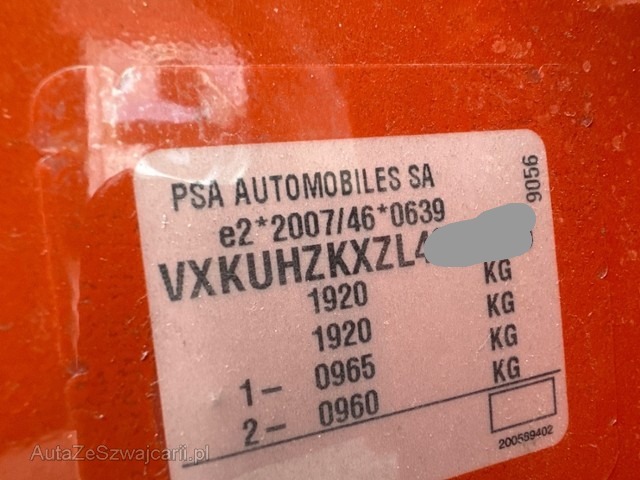 PSA AUTOMOBILES SA
9056
e2*2007/46*0639
VXKUHZKXZL4
KG
1920
KG
1920
KG
1- 0965
KG
2- 0960
200589402
AutaZeSzwajcarii.pl